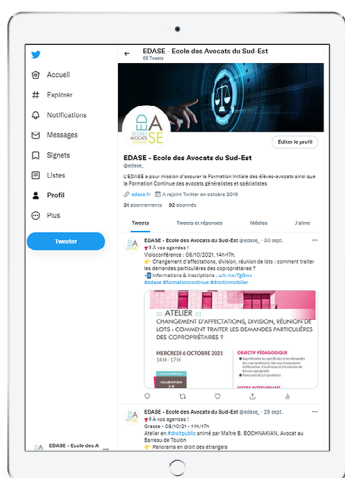 EDASE - Ecole des Avocats du Sud-Est
66 Tweets
Accueil
Explorer
Notifications
Messages
Signets
Listes
Profil
Plus
Tweeter
EDASE - Ecole des A
Éditer le profil
EDASE - Ecole des Avocats du Sud-Est
@edase_
L'EDASE a pour mission d'assurer la Formation Initiale des élèves-avocats ainsi que
la Formation Continue des avocats généralistes et spécialistes
edase.fr A rejoint Twitter en octobre 2019
abonnements abonnés
Tweets Tweets et réponses Médias J'aime
EDASE - Ecole des Avocats du Sud-Est @edase_ · 30 sept.
A vos agendas !
Visioconférence : 06/10/2021, 14h-17h.
Changement d'affectations, division, réunion de lots : comment traiter
les demandes particulières des copropriétaires ?
Informations & inscriptions :
#edase #formationcontinue #droitimmobilier
ATELIER
CHANGEMENT D'AFFECTATIONS, DIVISION, RÉUNION DE
LOTS : COMMENT TRAITER LES DEMANDES PARTICULIÈRES
DES COPROPRIÉTAIRES ?
MERCREDI 6 OCTOBRE 2021
14H - 17H
OBJECTIF PÉDAGOGIQUE
VALIDATION
EDASE - Ecole des Avocats du Sud-Est @edase_ · 29 sept.
A vos agendas !
Grasse - 08/10/21 - 14h/17h
Atelier en #droitpublic animé par Maître B. BOCHNAKIAN, Avocat au
Barreau de Toulon
Panorama en droit des étrangers